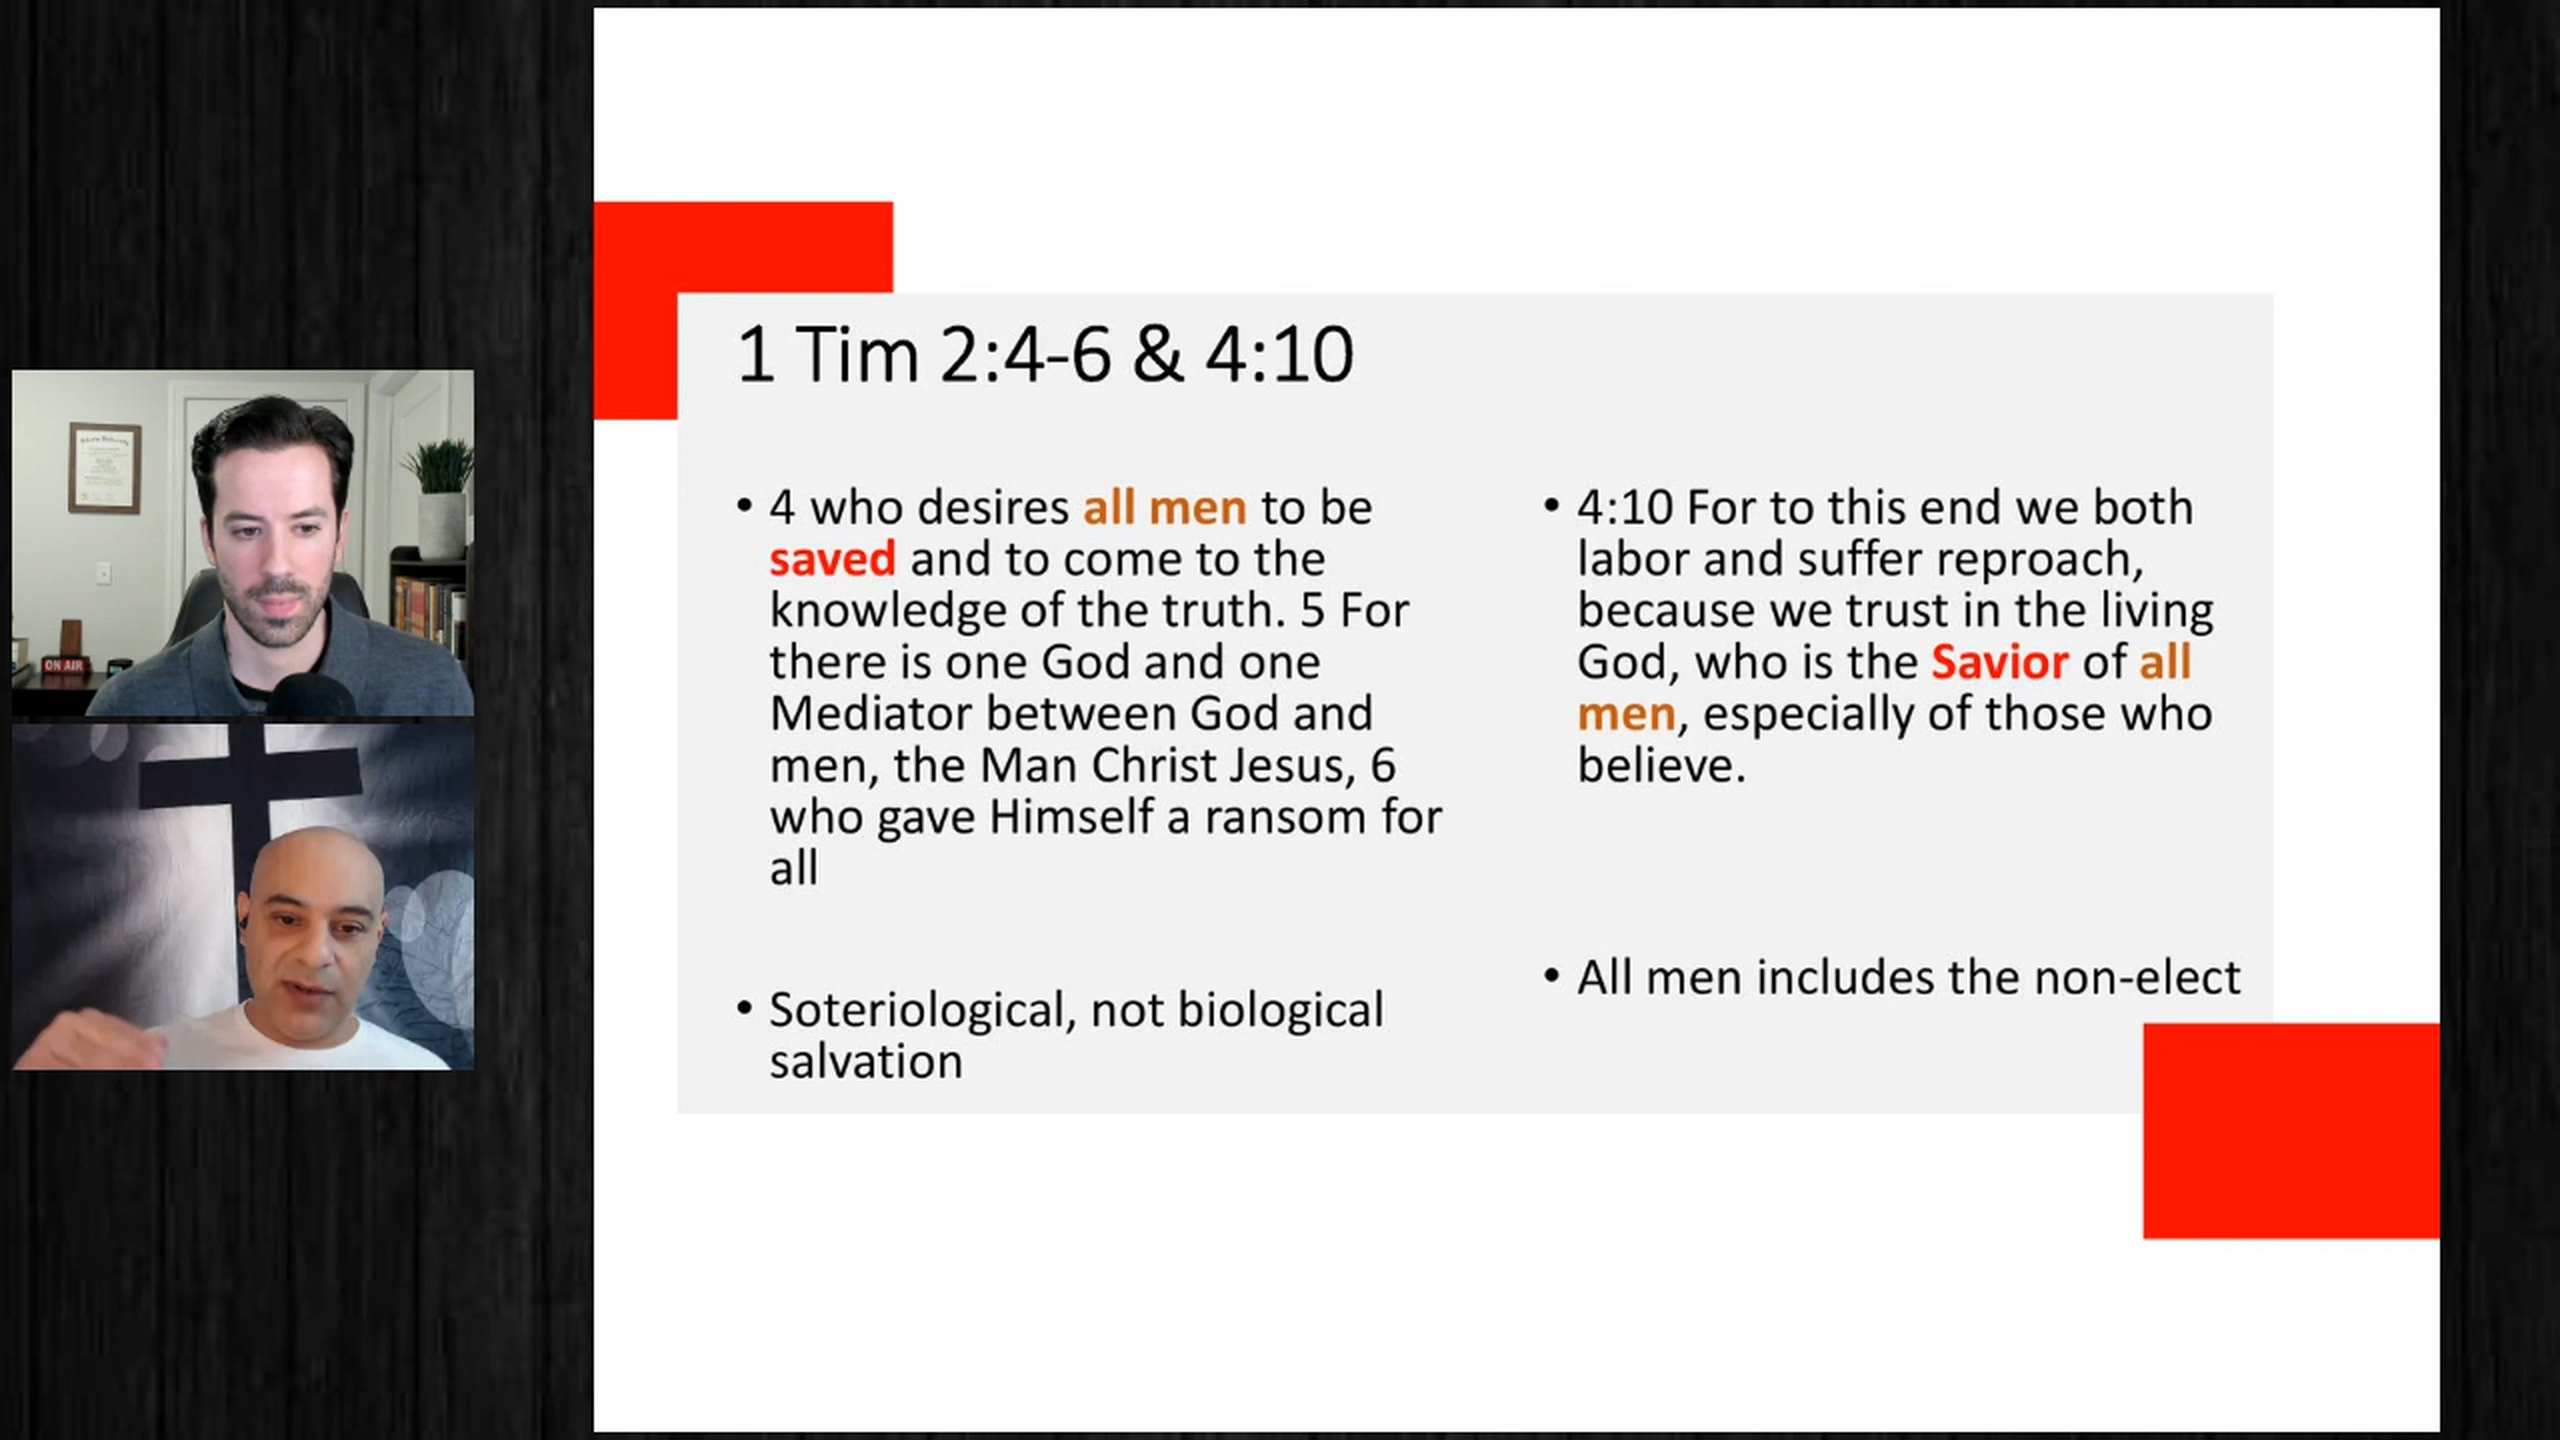 1 Tim 2:4-6 & 4:10
• 4 who desires all men to be
saved and to come to the
knowledge of the truth. 5 For
there is one God and one
Mediator between God and
men, the Man Christ Jesus, 6
who gave Himself a ransom for
all
• Soteriological, not biological
salvation
• 4:10 For to this end we both
labor and suffer reproach,
because we trust in the living
God, who is the Savior of all
men, especially of those who
believe.
• All men includes the non-elect
ON AIR